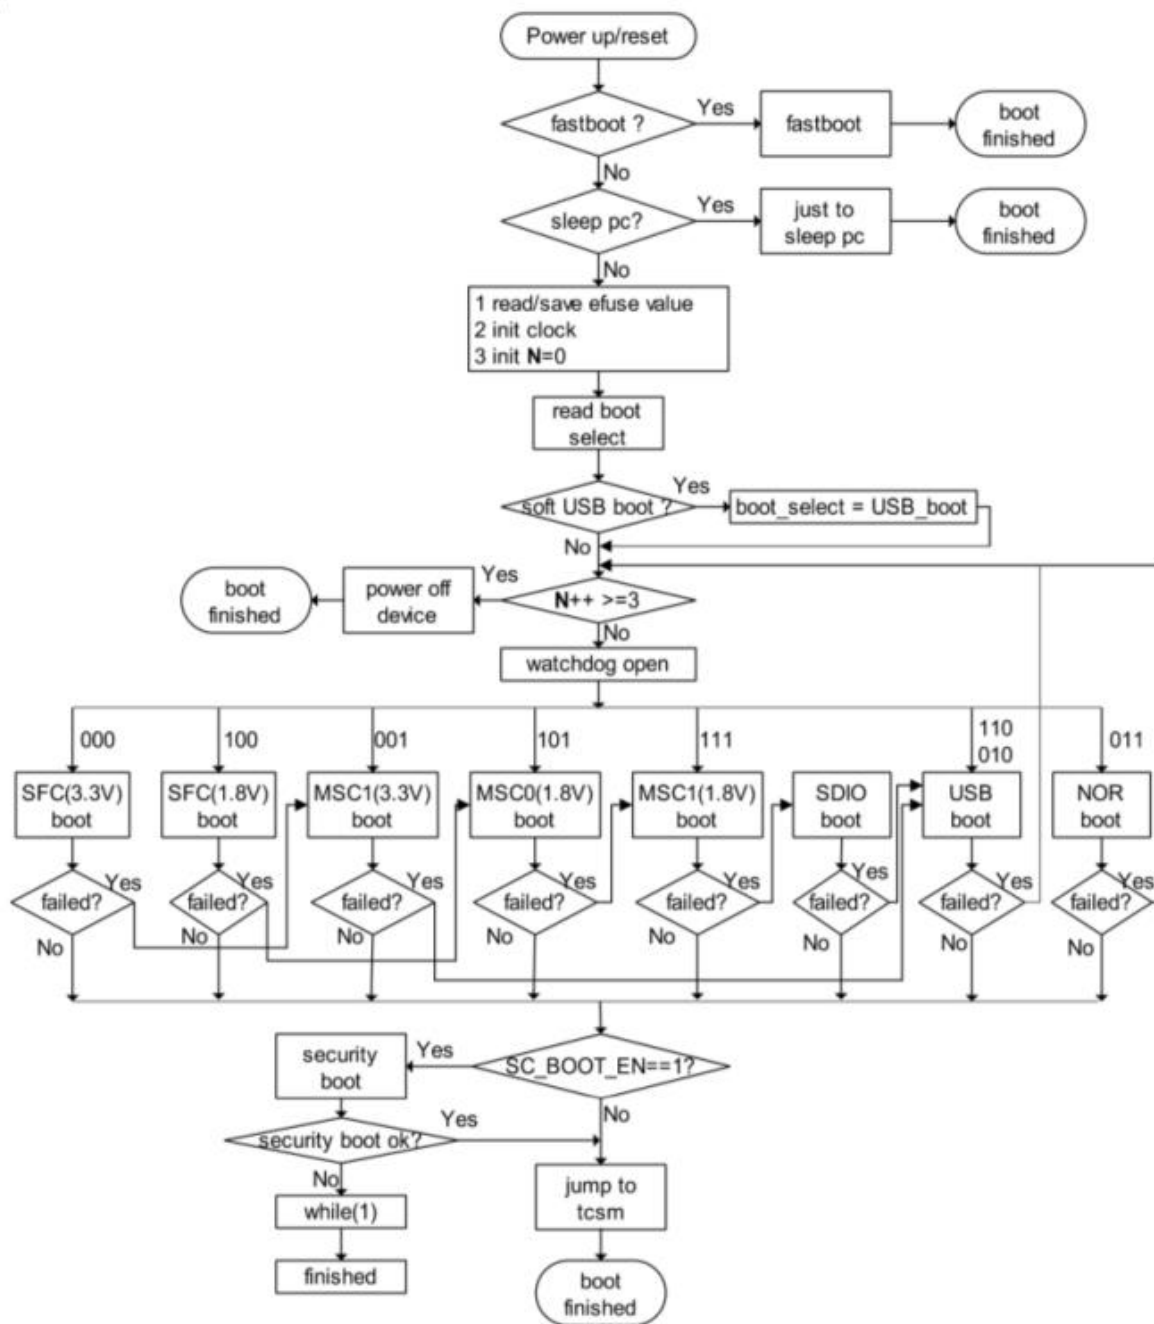 Power up/reset
fastboot ?
Yes
fastboot
boot
finished
No
sleep pc?
Yes
just to
sleep pc
boot
finished
No
1 read/save efuse value
2 init clock
3 init N=0
read boot
select
soft USB boot ?
Yes
boot_select = USB_boot
No
N++ >=3
Yes
power off
device
boot
finished
No
watchdog open
000
100
001
101
111
110
010
011
SFC(3.3V)
boot
SFC(1.8V)
boot
MSC1(3.3V)
boot
MSC0(1.8V)
boot
MSC1(1.8V)
boot
SDIO
boot
USB
boot
NOR
boot
failed?
Yes
No
failed?
Yes
No
failed?
Yes
No
failed?
Yes
No
failed?
Yes
No
failed?
Yes
No
failed?
Yes
No
failed?
Yes
No
SC_BOOT_EN==1?
Yes
security
boot
No
security boot ok?
Yes
No
while(1)
finished
jump to
tcsm
boot
finished